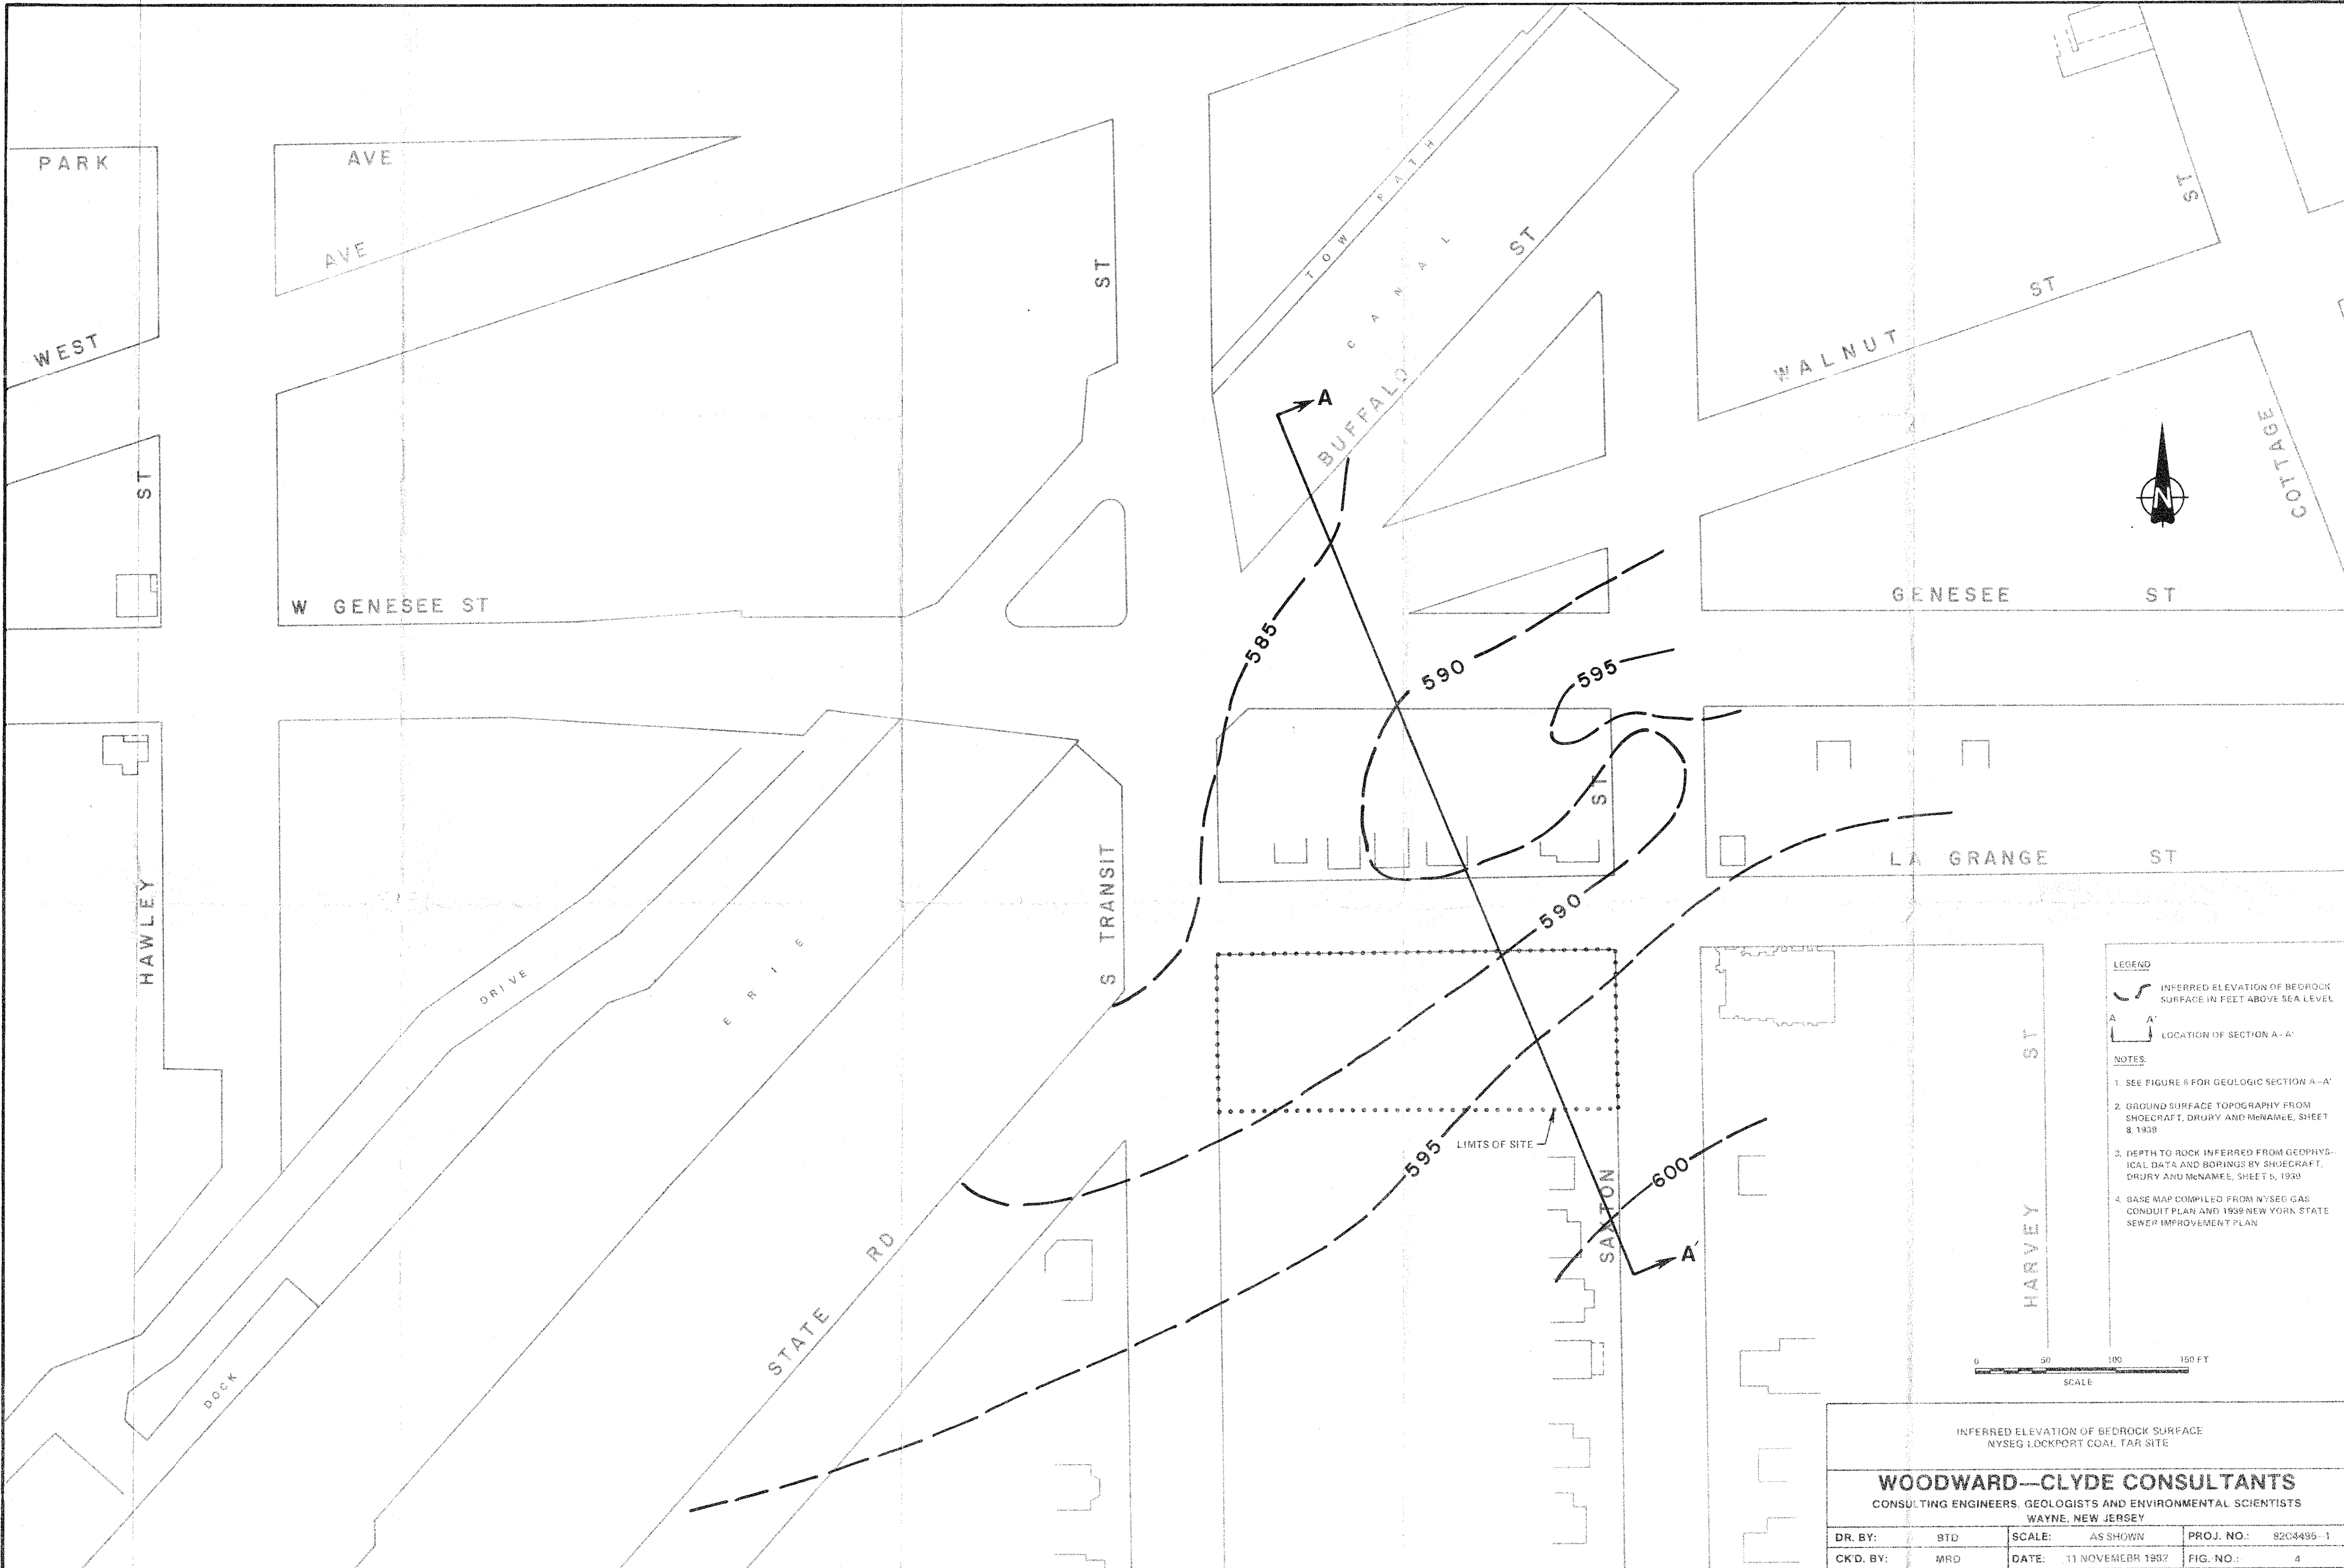 PARK AVE
AVE
WEST
ST
ST
TOW PATH
CANAL
BUFFALO ST
WALNUT ST
ST
COTTAGE
N
A
W GENESEE ST
GENESEE ST
585
590
595
HAWLEY
S TRANSIT
ST
LA GRANGE ST
DRIVE
ERIE
590
595
LIMTS OF SITE
600
SAXTON
A'
STATE RD
DOCK
HARVEY ST
LEGEND
INFERRED ELEVATION OF BEDROCK
SURFACE IN FEET ABOVE SEA LEVEL
A A'
LOCATION OF SECTION A-A'
NOTES:
1. SEE FIGURE 6 FOR GEOLOGIC SECTION A-A'
2. GROUND SURFACE TOPOGRAPHY FROM
SHOECRAFT, DRURY AND McNAMEE, SHEET
8, 1939
3. DEPTH TO ROCK INFERRED FROM GEOPHYS-
ICAL DATA AND BORINGS BY SHOECRAFT,
DRURY AND McNAMEE, SHEET 5, 1939
4. BASE MAP COMPILED FROM NYSEG GAS
CONDUIT PLAN AND 1939 NEW YORK STATE
SEWER IMPROVEMENT PLAN
0 50 100 150 FT
SCALE
INFERRED ELEVATION OF BEDROCK SURFACE
NYSEG LOCKPORT COAL TAR SITE
WOODWARD—CLYDE CONSULTANTS
CONSULTING ENGINEERS, GEOLOGISTS AND ENVIRONMENTAL SCIENTISTS
WAYNE, NEW JERSEY
DR. BY: STD SCALE: AS SHOWN PROJ. NO.: 82C4495-1
CK'D. BY: MRD DATE: 11 NOVEMEBR 1982 FIG. NO.: 4